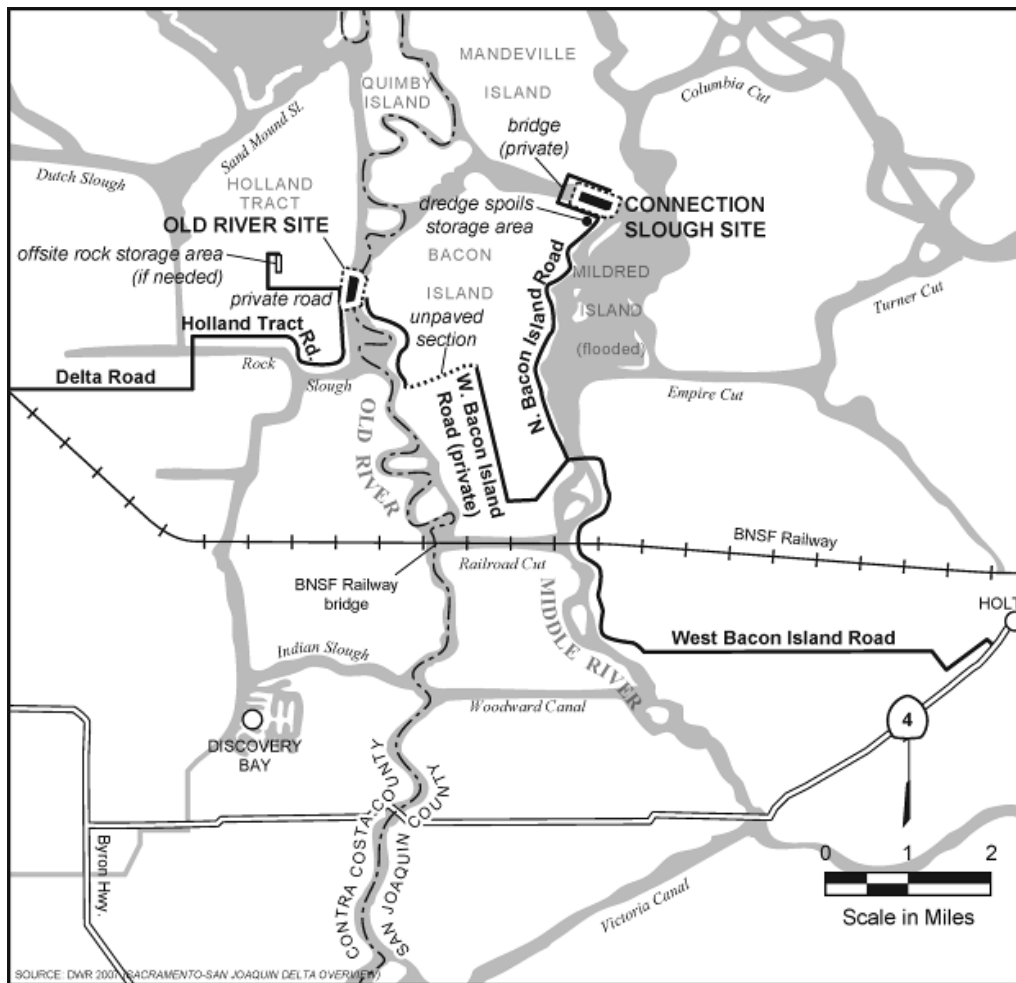 MANDEVILLE
ISLAND
QUIMBY
ISLAND
Columbia Cut
Sand Mound Sl.
bridge
(private)
Dutch Slough
HOLLAND
TRACT
OLD RIVER SITE
dredge spoils
storage area
CONNECTION
SLOUGH SITE
offsite rock storage area
(if needed)
BACON
ISLAND
MILDRED
ISLAND
(flooded)
private road
unpaved
section
Turner Cut
Holland Tract
Rd.
N. Bacon Island Road
Rock
Slough
Delta Road
Empire Cut
OLD RIVER
W. Bacon Island
Road (private)
BNSF Railway
Railroad Cut
BNSF Railway
bridge
HOLT
MIDDLE RIVER
West Bacon Island Road
Indian Slough
Woodward Canal
4
DISCOVERY
BAY
CONTRA COSTA COUNTY
SAN JOAQUIN COUNTY
Byron Hwy.
0 1 2
Scale in Miles
Victoria Canal
SOURCE: DWR 2007 (SACRAMENTO-SAN JOAQUIN DELTA OVERVIEW)